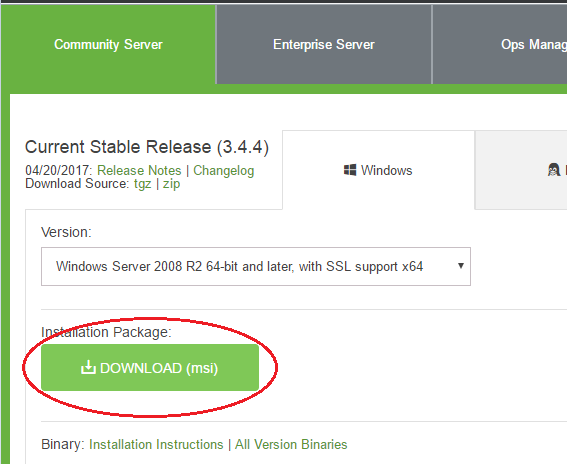 Community Server
Enterprise Server
Ops Manag
Current Stable Release (3.4.4)
04/20/2017: Release Notes | Changelog
Download Source: tgz | zip
Windows
Version:
Windows Server 2008 R2 64-bit and later, with SSL support x64
Installation Package:
DOWNLOAD (msi)
Binary: Installation Instructions | All Version Binaries